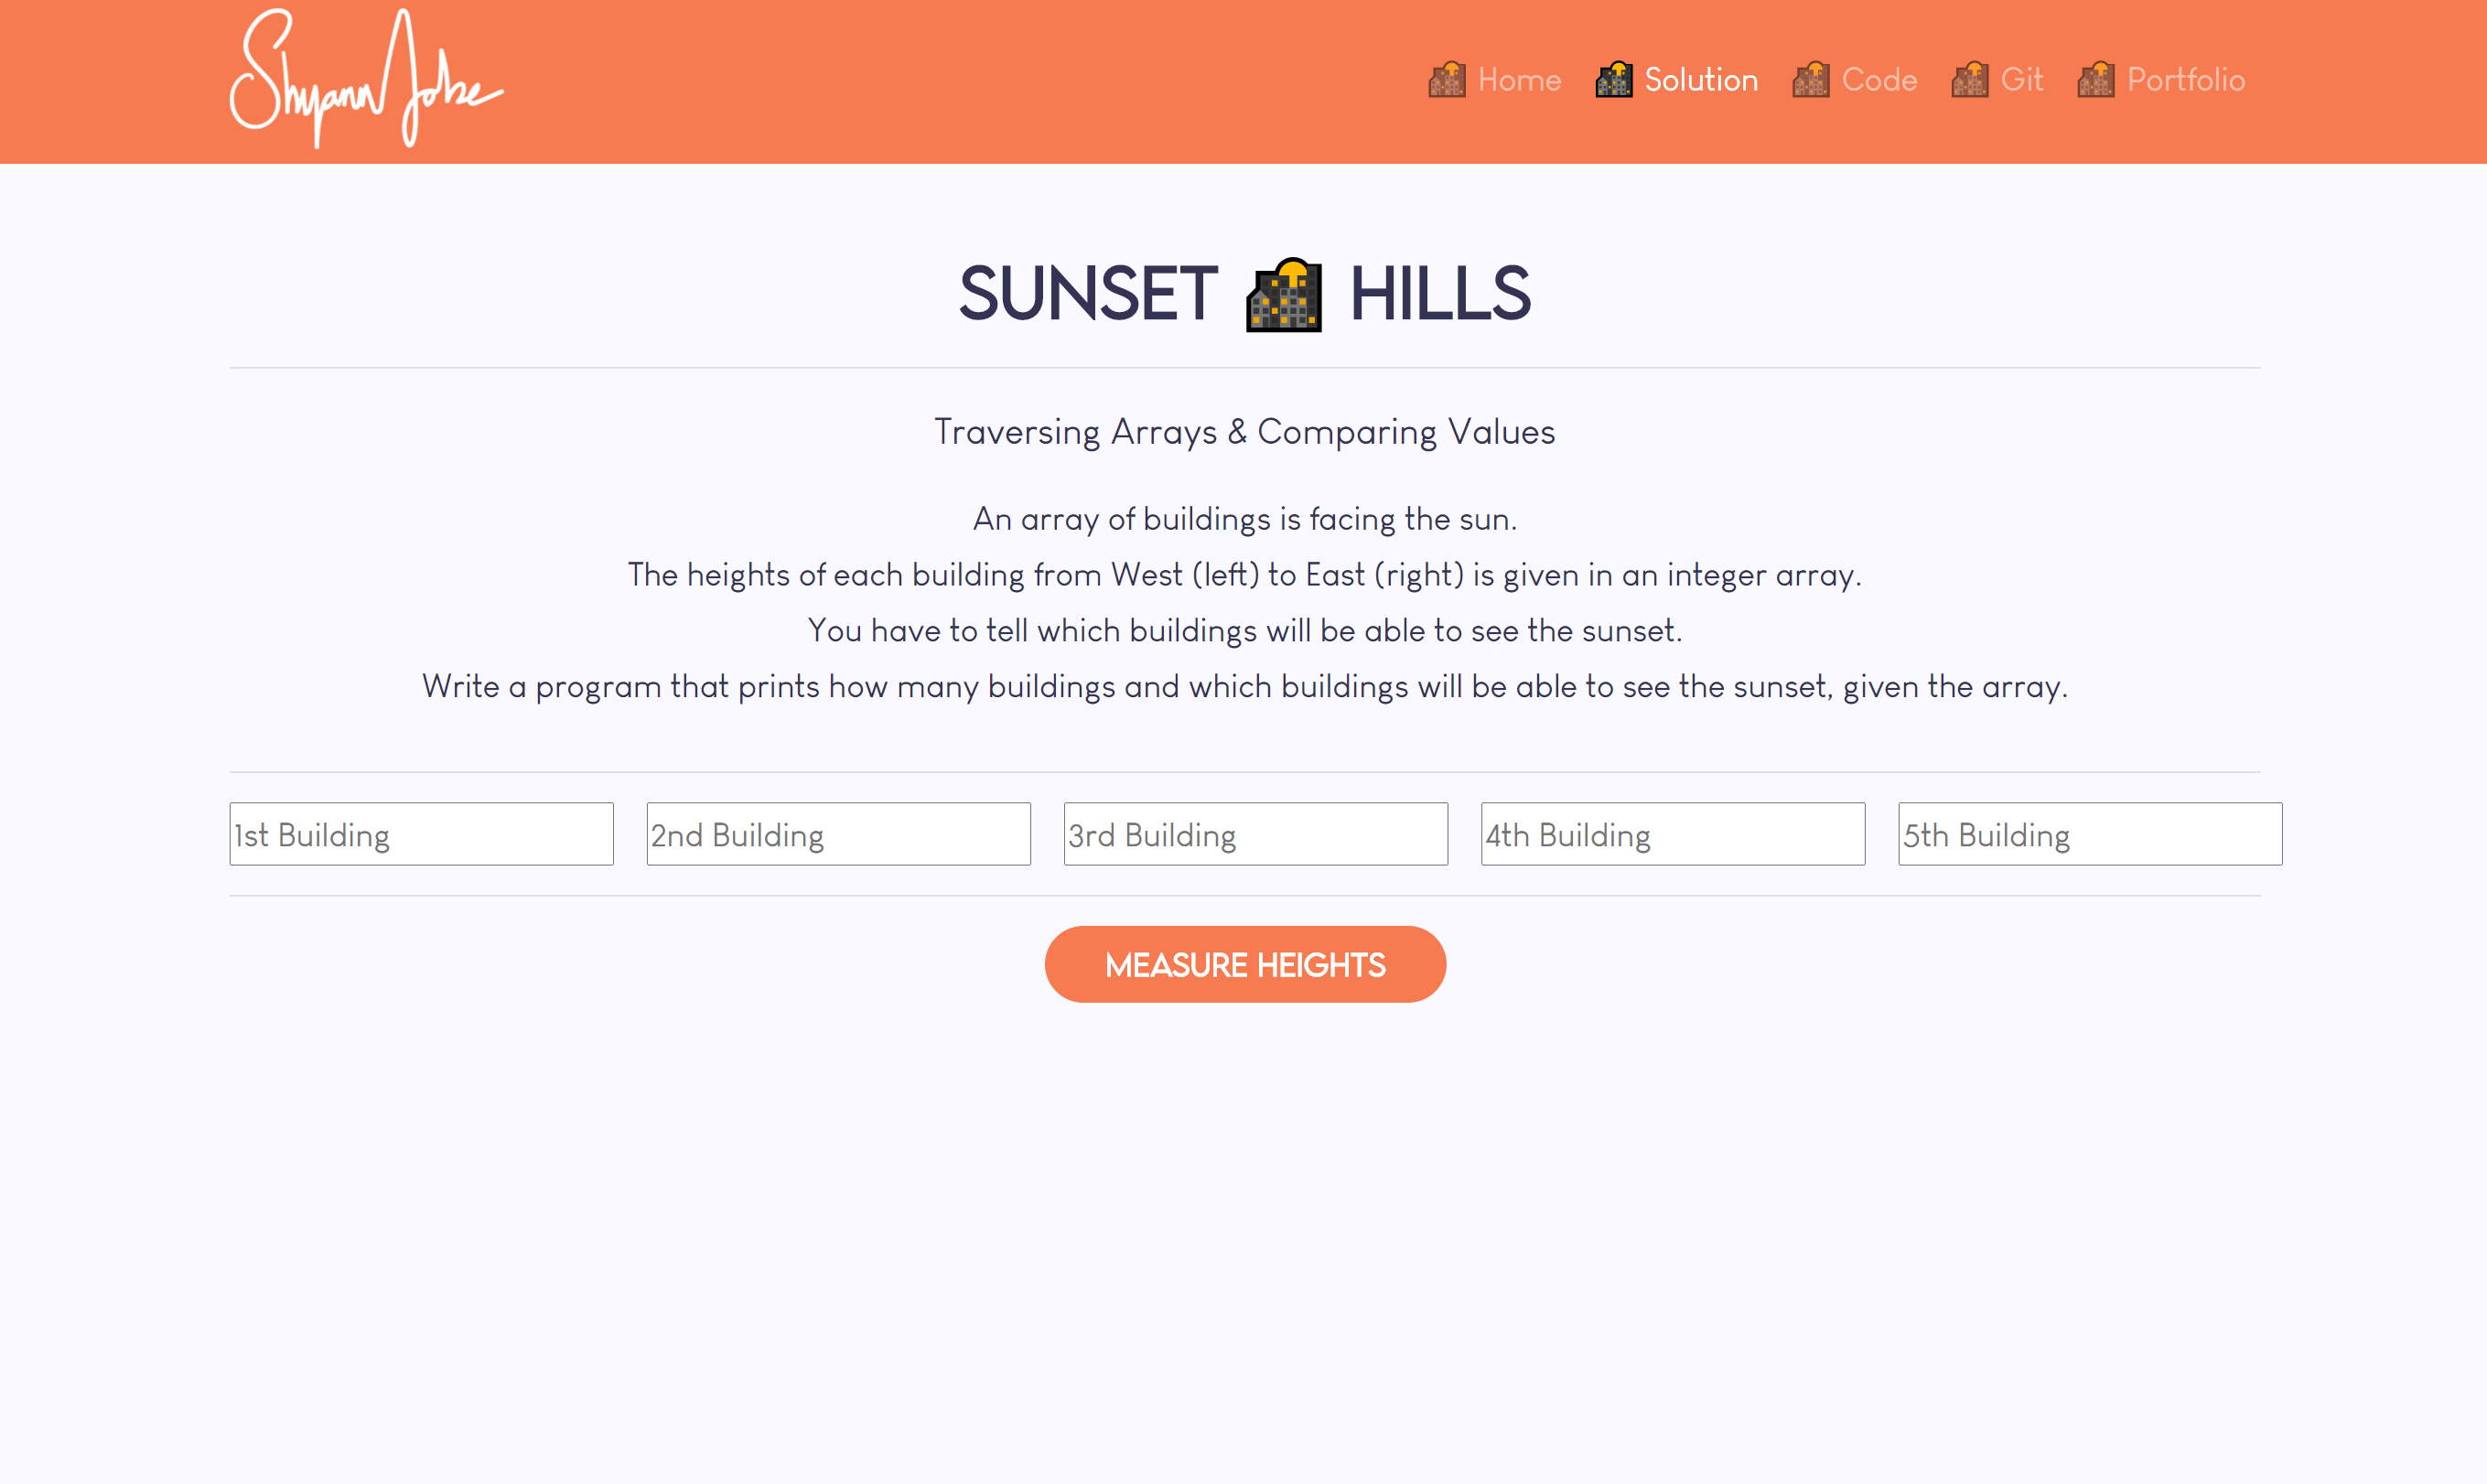 Shyann Jobe
Home Solution Code Git Portfolio
SUNSET HILLS
Traversing Arrays & Comparing Values
An array of buildings is facing the sun.
The heights of each building from West (left) to East (right) is given in an integer array.
You have to tell which buildings will be able to see the sunset.
Write a program that prints how many buildings and which buildings will be able to see the sunset, given the array.
1st Building 2nd Building 3rd Building 4th Building 5th Building
MEASURE HEIGHTS